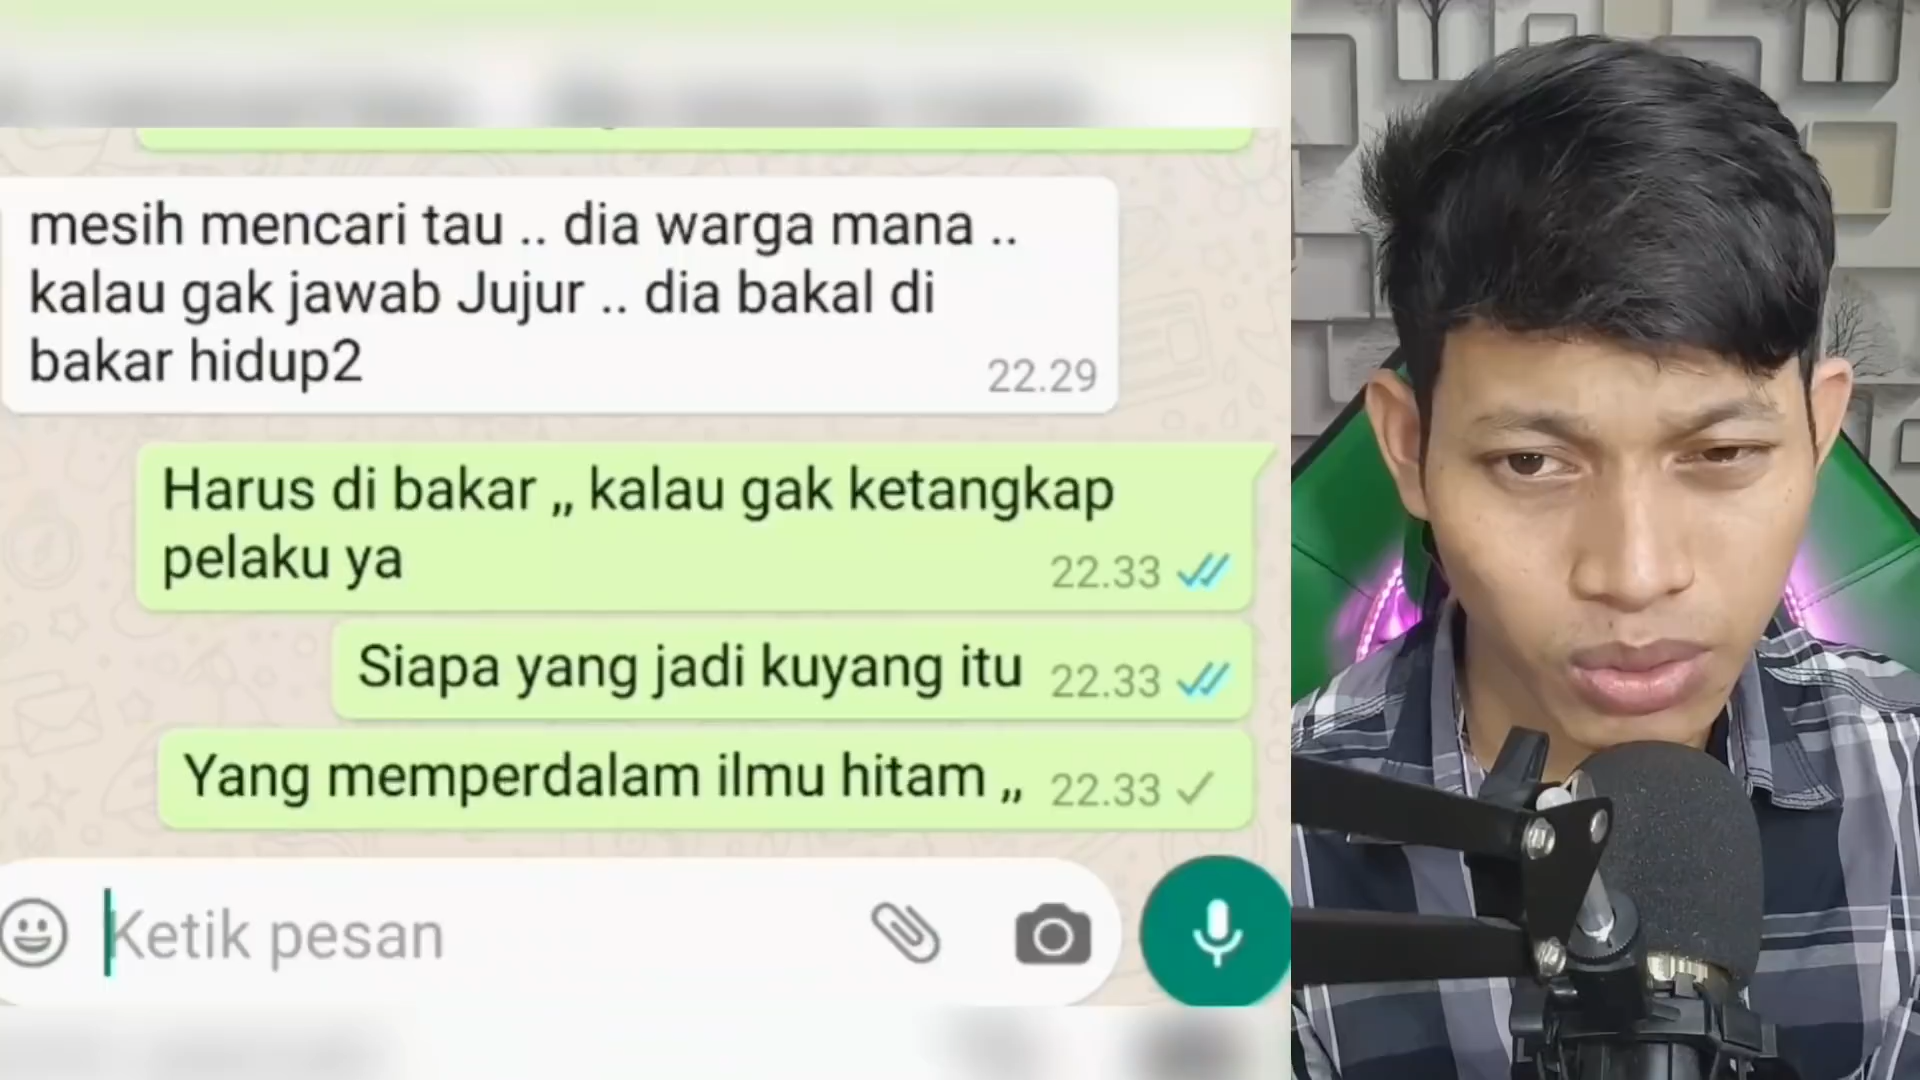 mesih mencari tau .. dia warga mana ..
kalau gak jawab Jujur .. dia bakal di
bakar hidup2
22.29
Harus di bakar ,, kalau gak ketangkap
pelaku ya
22.33
Siapa yang jadi kuyang itu 22.33
Yang memperdalam ilmu hitam ,, 22.33
Ketik pesan